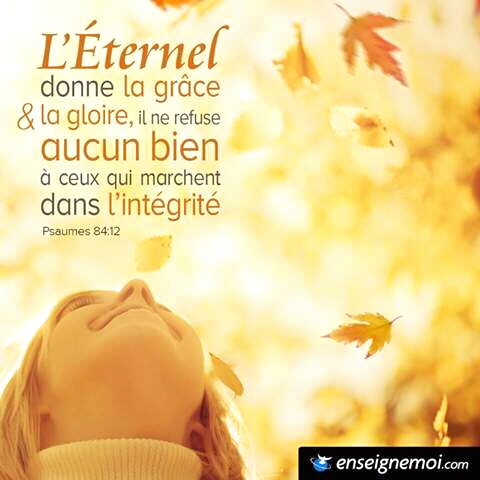 L'Éternel
donne la grâce
& la gloire, il ne refuse
aucun bien
à ceux qui marchent
dans l'intégrité
Psaumes 84:12
enseignemoi.com